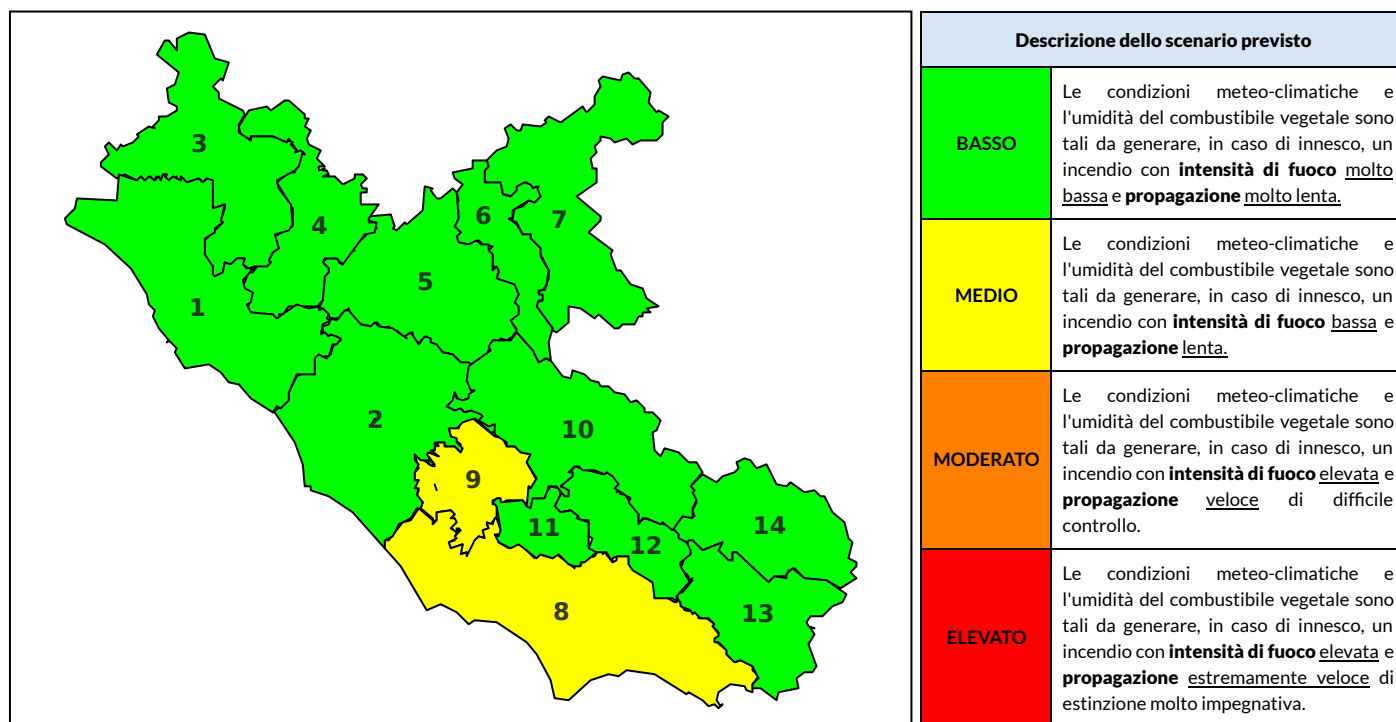 3
4
6
7
5
1
2
10
9
11
12
14
8
13
Descrizione dello scenario previsto
BASSO
Le condizioni meteo-climatiche e
l'umidità del combustibile vegetale sono
tali da generare, in caso di innesco, un
incendio con intensità di fuoco molto
bassa e propagazione molto lenta.
MEDIO
Le condizioni meteo-climatiche e
l'umidità del combustibile vegetale sono
tali da generare, in caso di innesco, un
incendio con intensità di fuoco bassa e
propagazione lenta.
MODERATO
Le condizioni meteo-climatiche e
l'umidità del combustibile vegetale sono
tali da generare, in caso di innesco, un
incendio con intensità di fuoco elevata e
propagazione veloce di difficile
controllo.
ELEVATO
Le condizioni meteo-climatiche e
l'umidità del combustibile vegetale sono
tali da generare, in caso di innesco, un
incendio con intensità di fuoco elevata e
propagazione estremamente veloce di
estinzione molto impegnativa.